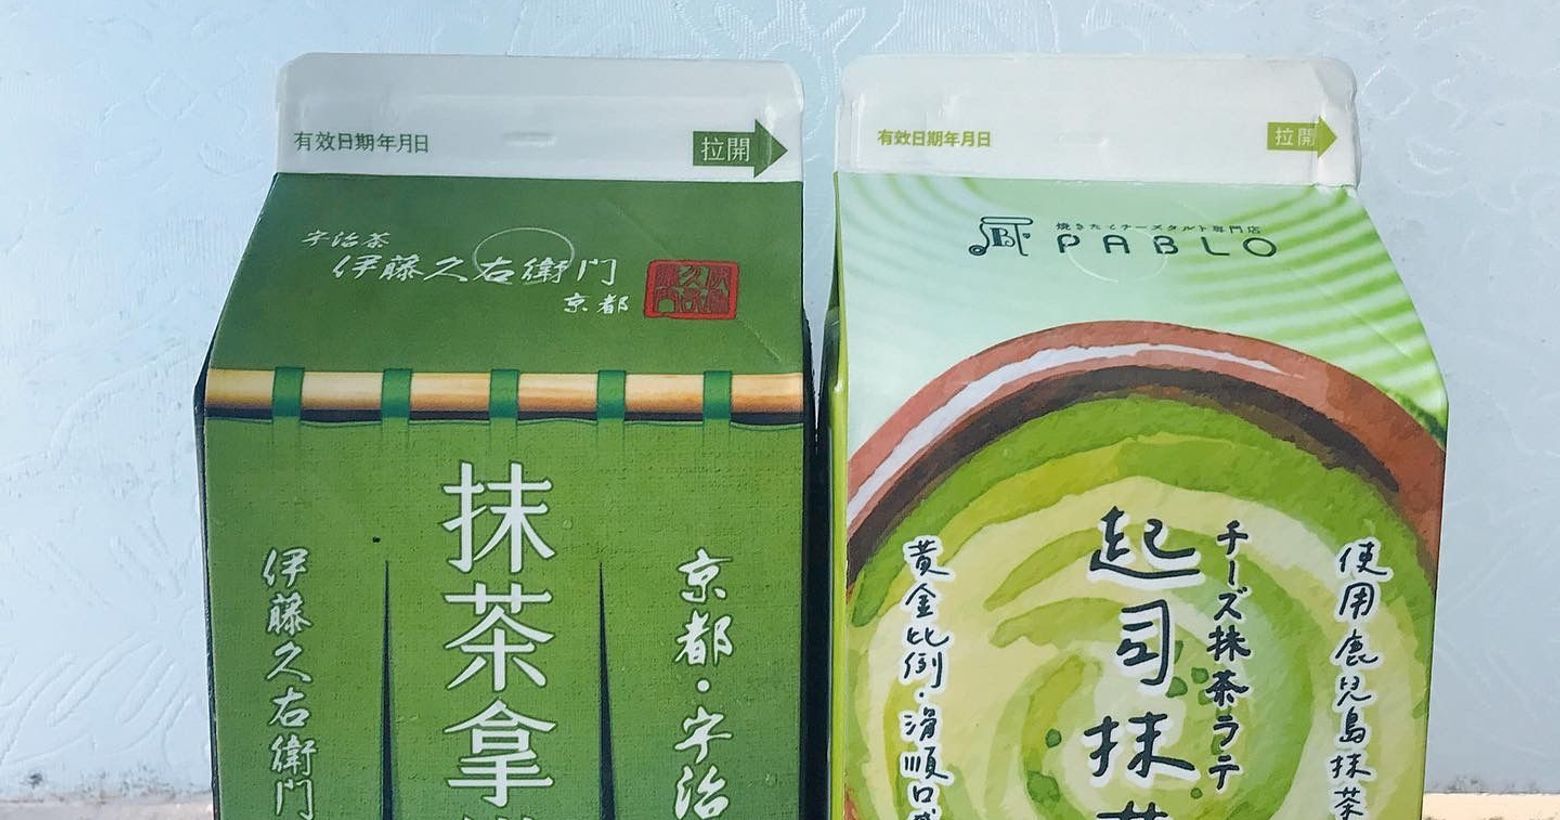 有效日期年月日
拉開
宇治茶
伊藤久右衛門
京都
京都・宇治
抹茶拿
伊藤久右衛門
有效日期年月日
拉開
焼きたてチーズタルト専門店
PABLO
使用鹿兒島抹茶
チーズ抹茶ラテ
起司抹茶
黃金比例・滑順口感